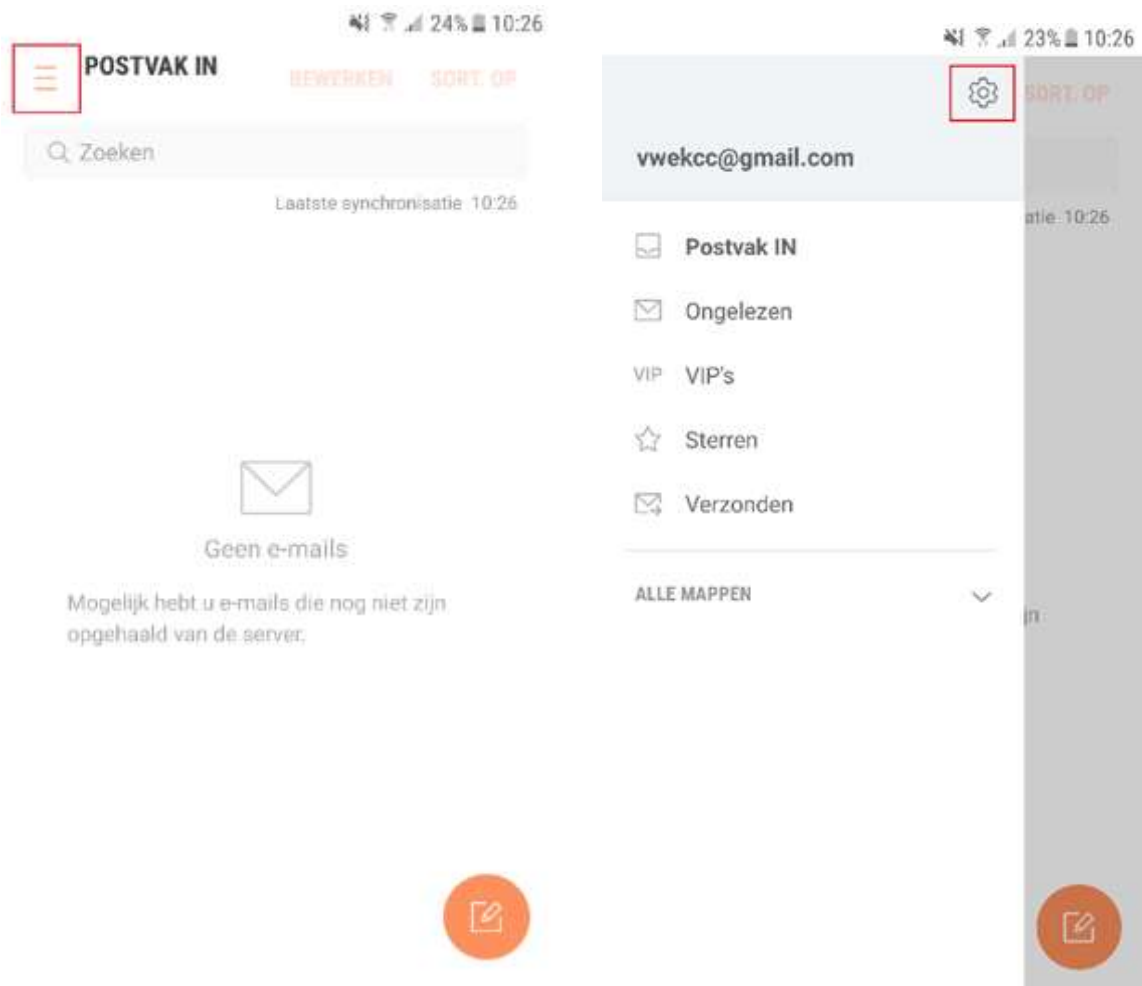 24% 10:26
POSTVAK IN
BEWERKEN SORT. OP
Zoeken
Laatste synchronisatie 10:26
Geen e-mails
Mogelijk hebt u e-mails die nog niet zijn
opgehaald van de server.
23% 10:26
SORT. OP
vwekcc@gmail.com
atie 10:26
Postvak IN
Ongelezen
VIP VIP's
Sterren
Verzonden
ALLE MAPPEN
jn